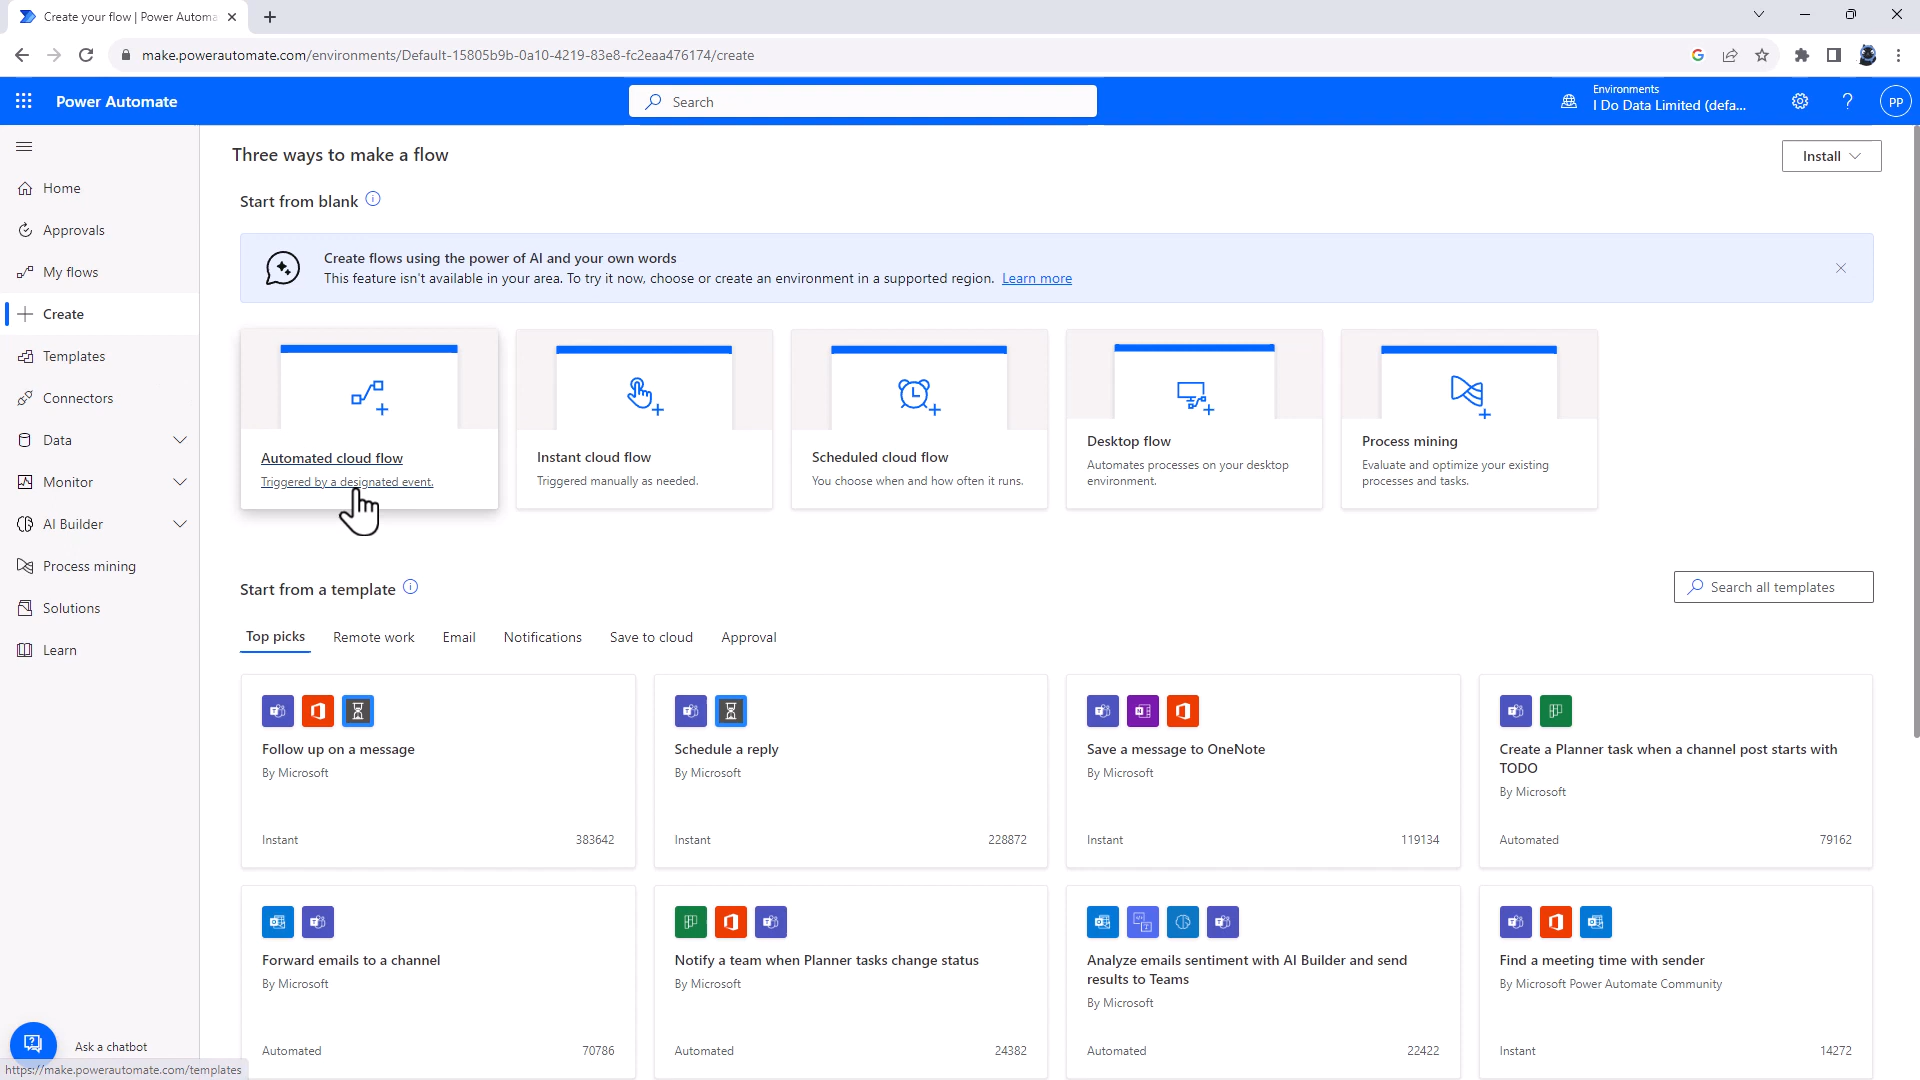 Create your flow | Power Automa
make.powerautomate.com/environments/Default-15805b9b-0a10-4219-83e8-fc2eaa476174/create
Power Automate
Search
Environments
I Do Data Limited (defa...
PP
Home
Approvals
My flows
Create
Templates
Connectors
Data
Monitor
AI Builder
Process mining
Solutions
Learn
Three ways to make a flow
Install
Start from blank
Create flows using the power of AI and your own words
This feature isn't available in your area. To try it now, choose or create an environment in a supported region. Learn more
Automated cloud flow
Triggered by a designated event.
Instant cloud flow
Triggered manually as needed.
Scheduled cloud flow
You choose when and how often it runs.
Desktop flow
Automates processes on your desktop
environment.
Process mining
Evaluate and optimize your existing
processes and tasks.
Start from a template
Search all templates
Top picks
Remote work
Email
Notifications
Save to cloud
Approval
Follow up on a message
By Microsoft
Instant
383642
Schedule a reply
By Microsoft
Instant
228872
Save a message to OneNote
By Microsoft
Instant
119134
Create a Planner task when a channel post starts with
TODO
By Microsoft
Automated
79162
Forward emails to a channel
By Microsoft
Automated
70786
Notify a team when Planner tasks change status
By Microsoft
Automated
24382
Analyze emails sentiment with AI Builder and send
results to Teams
By Microsoft
Automated
22422
Find a meeting time with sender
By Microsoft Power Automate Community
Instant
14272
Ask a chatbot
https://make.powerautomate.com/templates